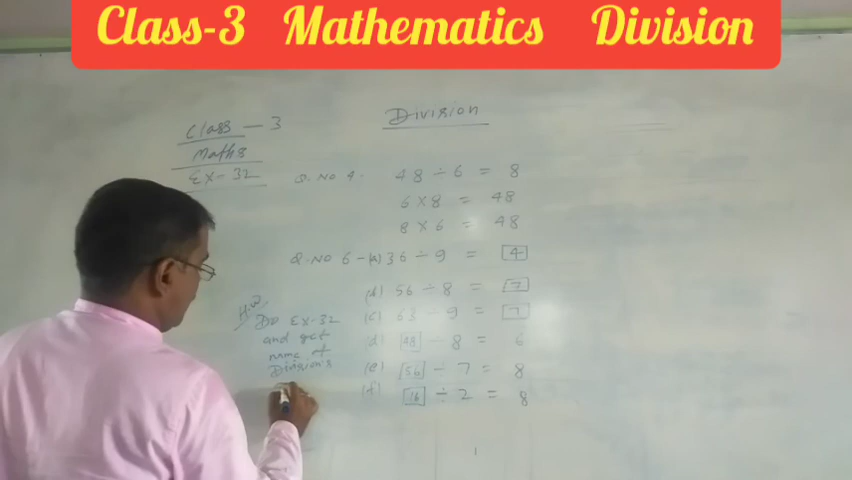 Class-3 Mathematics Division
Class - 3
Maths
Ex - 32
Division
Q. No 4. 48 ÷ 6 = 8
6 × 8 = 48
8 × 6 = 48
Q. No 6 - (a) 36 ÷ 9 = 4
(b) 56 ÷ 8 = 7
(c) 63 ÷ 9 = 7
(d) 48 ÷ 8 = 6
(e) 56 ÷ 7 = 8
(f) 16 ÷ 2 = 8
H.W
Do Ex-32
and get
name of
Division's